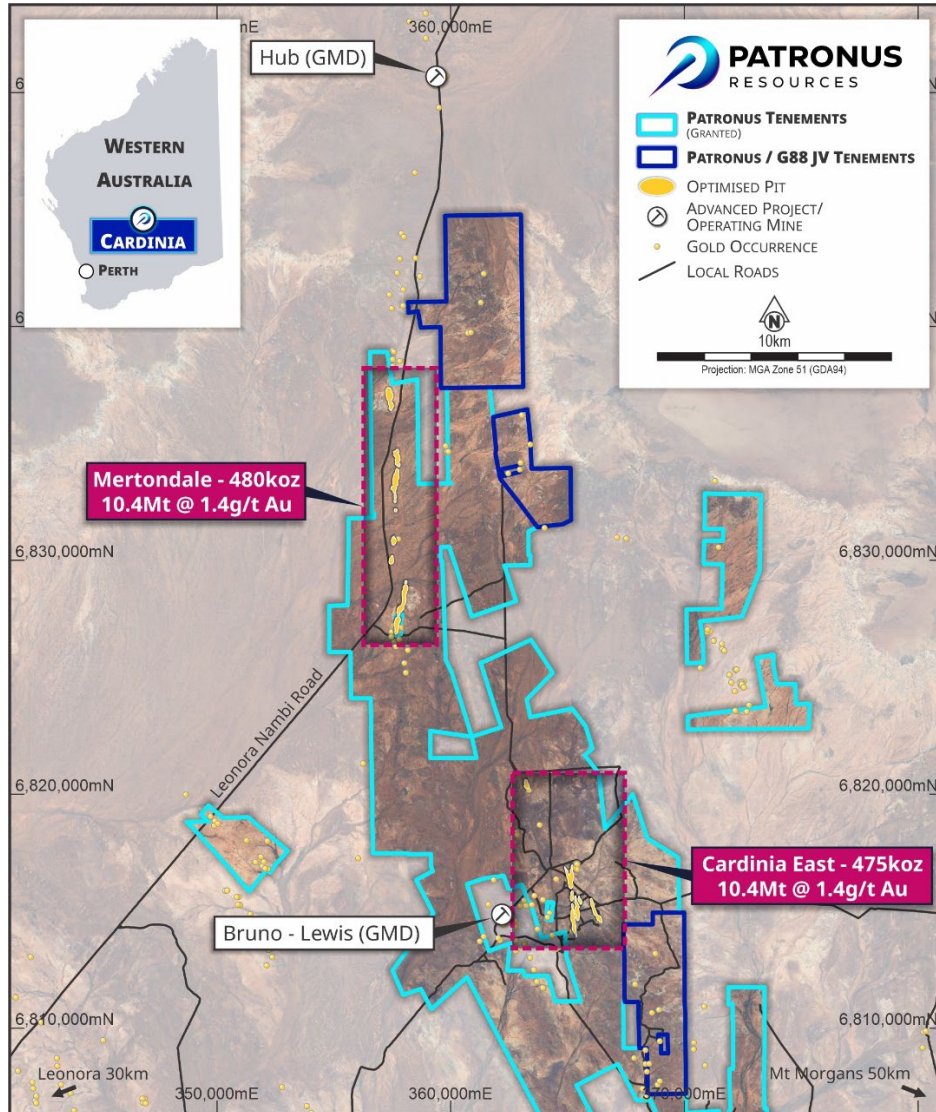 360,000mE
Hub (GMD)
WESTERN
AUSTRALIA
CARDINIA
PERTH
PATRONUS
RESOURCES
PATRONUS TENEMENTS
(GRANTED)
PATRONUS / G88 JV TENEMENTS
OPTIMISED PIT
ADVANCED PROJECT/
OPERATING MINE
GOLD OCCURRENCE
LOCAL ROADS
N
10km
Projection: MGA Zone 51 (GDA94)
Mertondale - 480koz
10.4Mt @ 1.4g/t Au
6,830,000mN
6,830,000mN
Leonora Nambi Road
6,820,000mN
6,820,000mN
Cardinia East - 475koz
10.4Mt @ 1.4g/t Au
Bruno - Lewis (GMD)
6,810,000mN
6,810,000mN
Leonora 30km
350,000mE
360,000mE
370,000mE
Mt Morgans 50km